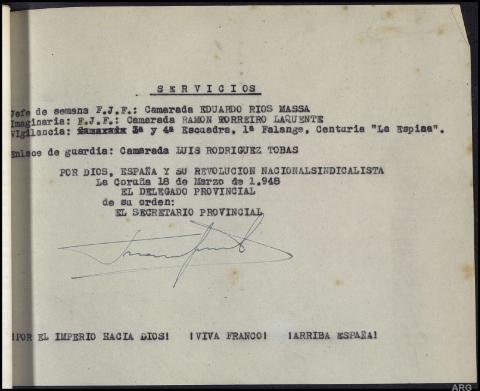 SERVICIOS
Jefe de semana F.J.F.: Camarada EDUARDO RIOS MASSA
Imaginaria: F.J.F.: Camarada RAMON BORREIRO LAQUENTE
Vigilancia: 3ª y 4ª Escuadra, 1ª Falange, Centuria "La Espina".
Enlace de guardia: Camarada LUIS RODRIGUEZ TOBAS
POR DIOS, ESPAÑA Y SU REVOLUCION NACIONALSINDICALISTA
La Coruña 18 de Marzo de 1.948
EL DELEGADO PROVINCIAL
de su orden:
EL SECRETARIO PROVINCIAL
¡POR EL IMPERIO HACIA DIOS! ¡VIVA FRANCO! ¡ARRIBA ESPAÑA!
ARG